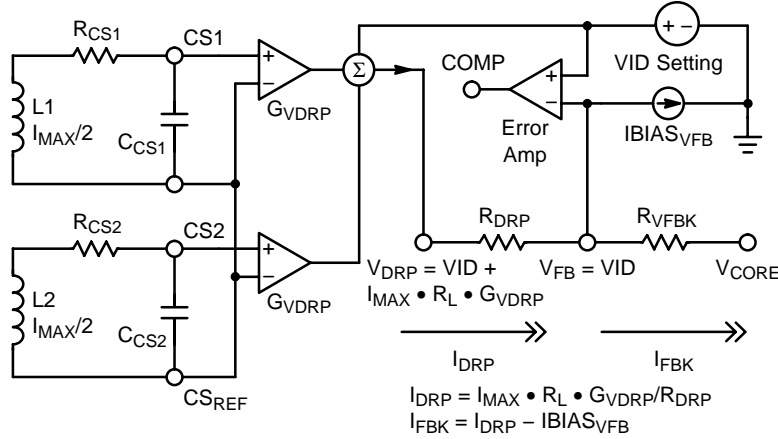 R_CS1
CS1
+
−
G_VDRP
L1
I_MAX/2
C_CS1
Σ
COMP
+
−
Error
Amp
+ −
VID Setting
IBIAS_VFB
R_CS2
CS2
+
−
G_VDRP
L2
I_MAX/2
C_CS2
CS_REF
R_DRP
R_VFBK
V_DRP = VID +
I_MAX • R_L • G_VDRP
V_FB = VID
V_CORE
I_DRP
I_FBK
I_DRP = I_MAX • R_L • G_VDRP/R_DRP
I_FBK = I_DRP − IBIAS_VFB